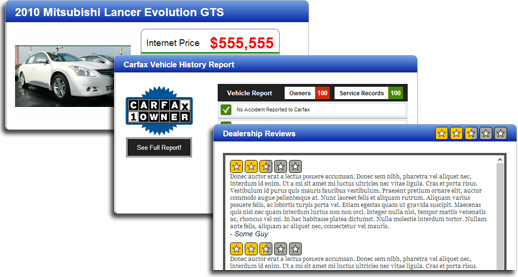 2010 Mitsubishi Lancer Evolution GTS
Internet Price $555,555
Carfax Vehicle History Report
CARFAX
1 OWNER
See Full Report!
Vehicle Report Owners 100 Service Records 100
No Accident Reported to Carfax
Dealership Reviews
Donec auctor erat a lectus posuere accumsan. Donec sem nibh, pharetra vel aliquet nec,
interdum id enim. Ut a mi sit amet mi luctus ultricies nec vitae ligula. Cras et porta risus.
Vestibulum id purus quis mauris faucibus vestibulum. Praesent pretium ornare elit, auctor
commodo augue pellentesque at. Nunc laoreet felis et aliquam rutrum. Aliquam varius
posuere felis, ac lobortis turpis porta vel. Etiam egestas quam ut gravida suscipit. Maecenas
quis nisi nec quam interdum luctus non non orci. Integer nulla nisi, tempor mattis venenatis
ac, rhoncus vel mi. In hac habitasse platea dictumst. Nulla molestie interdum tortor. Nullam
ante felis, aliquam ac aliquet nec, consectetur vel mauris.
- Some Guy
Donec auctor erat a lectus posuere accumsan. Donec sem nibh, pharetra vel aliquet nec,
interdum id enim. Ut a mi sit amet mi luctus ultricies nec vitae ligula. Cras et porta risus.